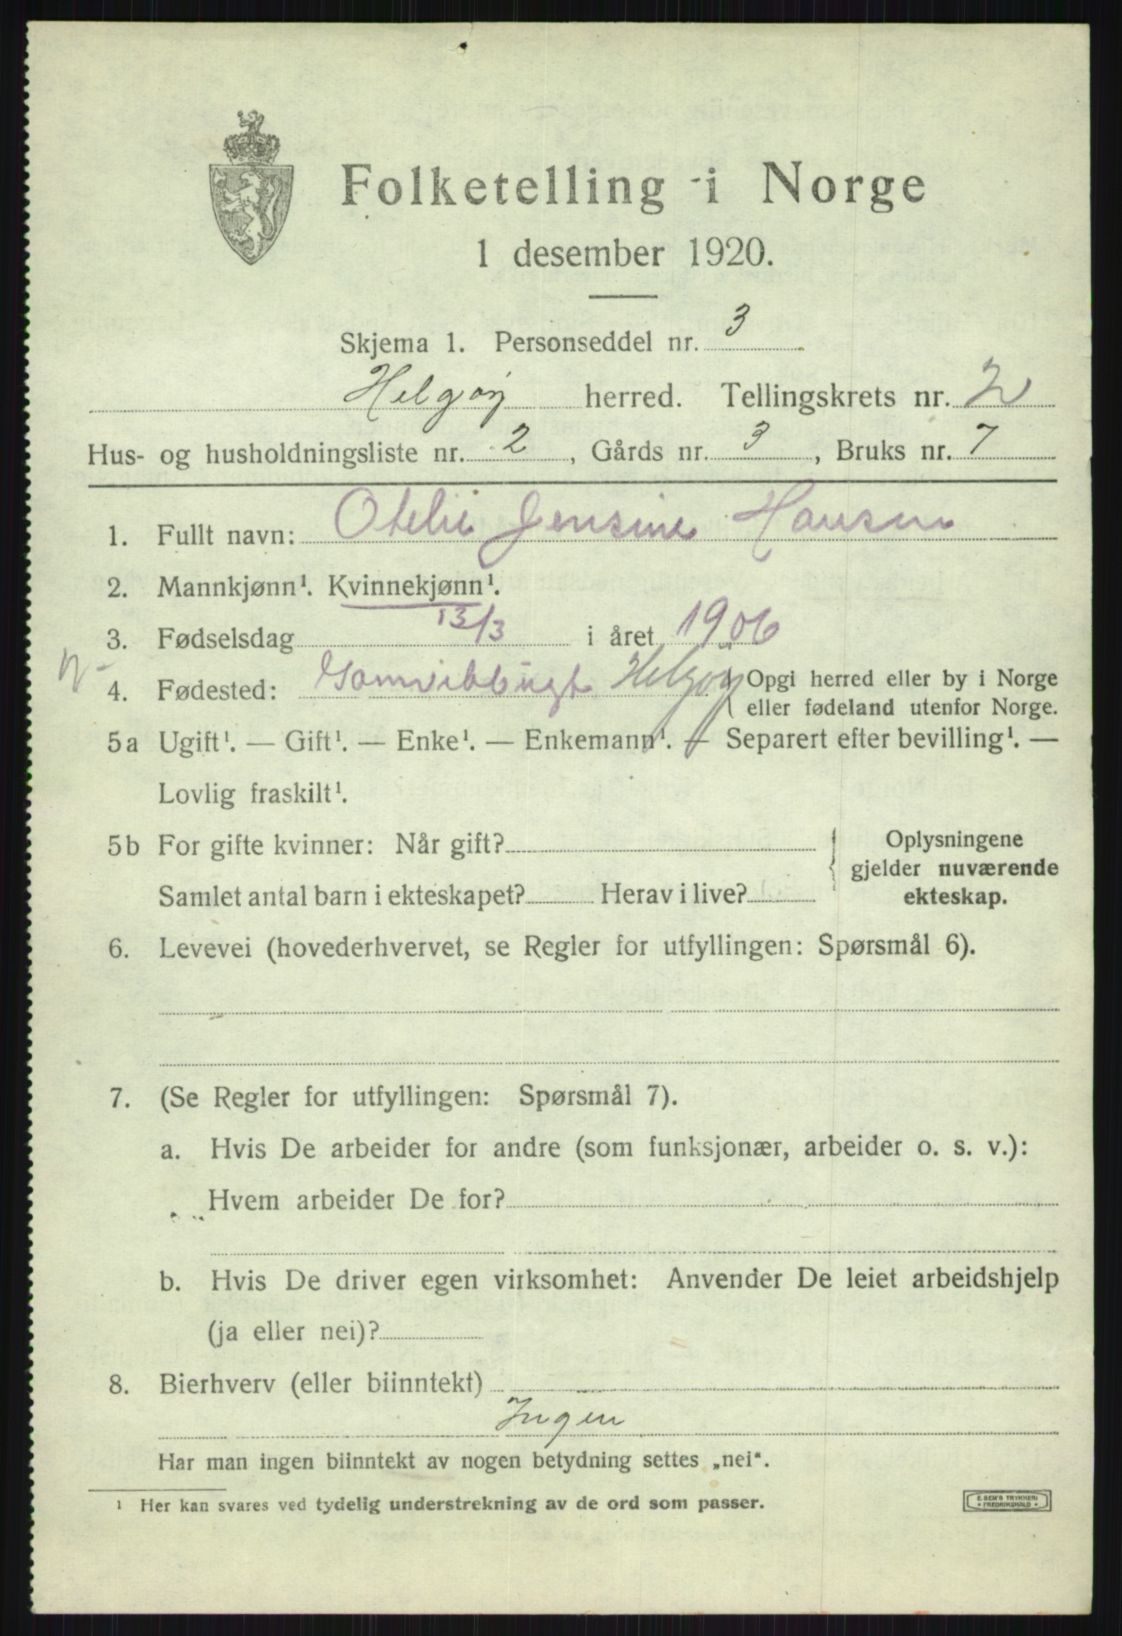 Folketelling i Norge
1 desember 1920.
Skjema 1. Personseddel nr. 3
Helgøy herred. Tellingskrets nr. 2
Hus- og husholdningsliste nr. 2, Gårds nr. 3, Bruks nr. 7
1. Fullt navn: Otelie Jensine Hansen
2. Mannkjønn¹. Kvinnekjønn¹.
3. Fødselsdag 13/3 i året 1906
4. Fødested: Helgøy Opgi herred eller by i Norge
eller fødeland utenfor Norge.
5a Ugift¹. — Gift¹. — Enke¹. — Enkemann¹. — Separert efter bevilling¹. —
Lovlig fraskilt¹.
5b For gifte kvinner: Når gift?
Samlet antal barn i ekteskapet? Herav i live?
Oplysningene
gjelder nuværende
ekteskap.
6. Levevei (hovederhvervet, se Regler for utfyllingen: Spørsmål 6).
7. (Se Regler for utfyllingen: Spørsmål 7).
a. Hvis De arbeider for andre (som funksjonær, arbeider o. s. v.):
Hvem arbeider De for?
b. Hvis De driver egen virksomhet: Anvender De leiet arbeidshjelp
(ja eller nei)?
8. Bierhverv (eller biinntekt)
Ingen
Har man ingen biinntekt av nogen betydning settes „nei“.
¹ Her kan svares ved tydelig understrekning av de ord som passer.
E. SEM'S TRYKKERI
FREDRIKSHALD